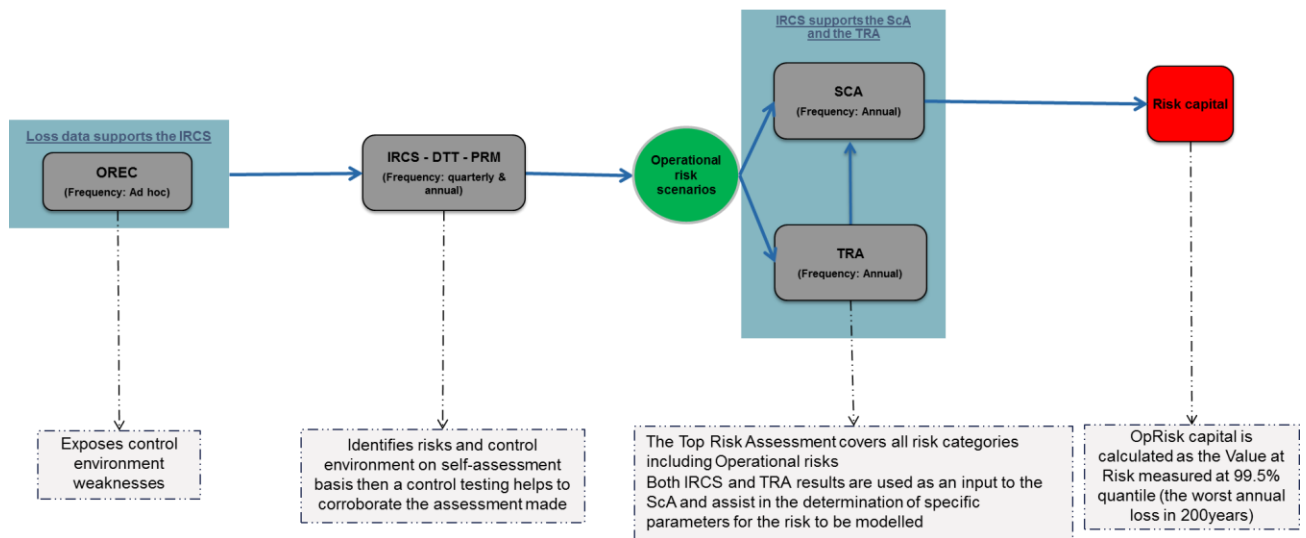 IRCS supports the ScA
and the TRA
SCA
(Frequency: Annual)
Risk capital
Loss data supports the IRCS
OREC
(Frequency: Ad hoc)
IRCS - DTT - PRM
(Frequency: quarterly &
annual)
Operational
risk
scenarios
TRA
(Frequency: Annual)
Exposes control
environment
weaknesses
Identifies risks and control
environment on self-assessment
basis then a control testing helps to
corroborate the assessment made
The Top Risk Assessment covers all risk categories
including Operational risks
Both IRCS and TRA results are used as an input to the
ScA and assist in the determination of specific
parameters for the risk to be modelled
OpRisk capital is
calculated as the Value at
Risk measured at 99.5%
quantile (the worst annual
loss in 200years)